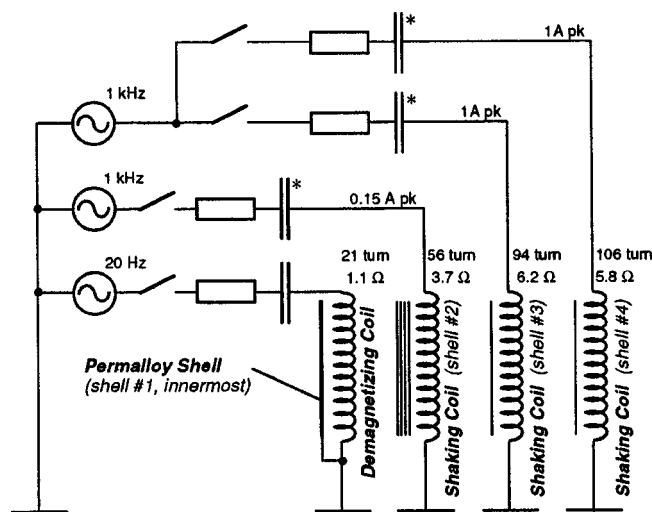 1A pk
*
1 kHz
*
1A pk
1 kHz
*
0.15 A pk
20 Hz
21 turn
1.1 Ω
56 turn
3.7 Ω
94 turn
6.2 Ω
106 turn
5.8 Ω
Permalloy Shell
(shell #1, innermost)
Demagnetizing Coil
Shaking Coil (shell #2)
Shaking Coil (shell #3)
Shaking Coil (shell #4)